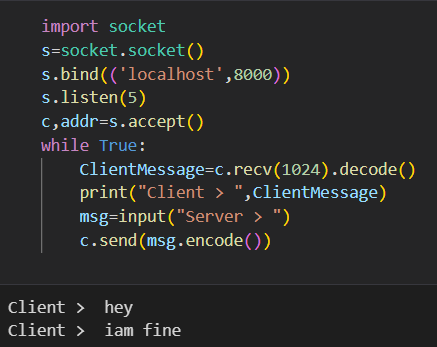 import socket
s=socket.socket()
s.bind(('localhost',8000))
s.listen(5)
c,addr=s.accept()
while True:
    ClientMessage=c.recv(1024).decode()
    print("Client > ",ClientMessage)
    msg=input("Server > ")
    c.send(msg.encode())
Client >  hey
Client >  iam fine